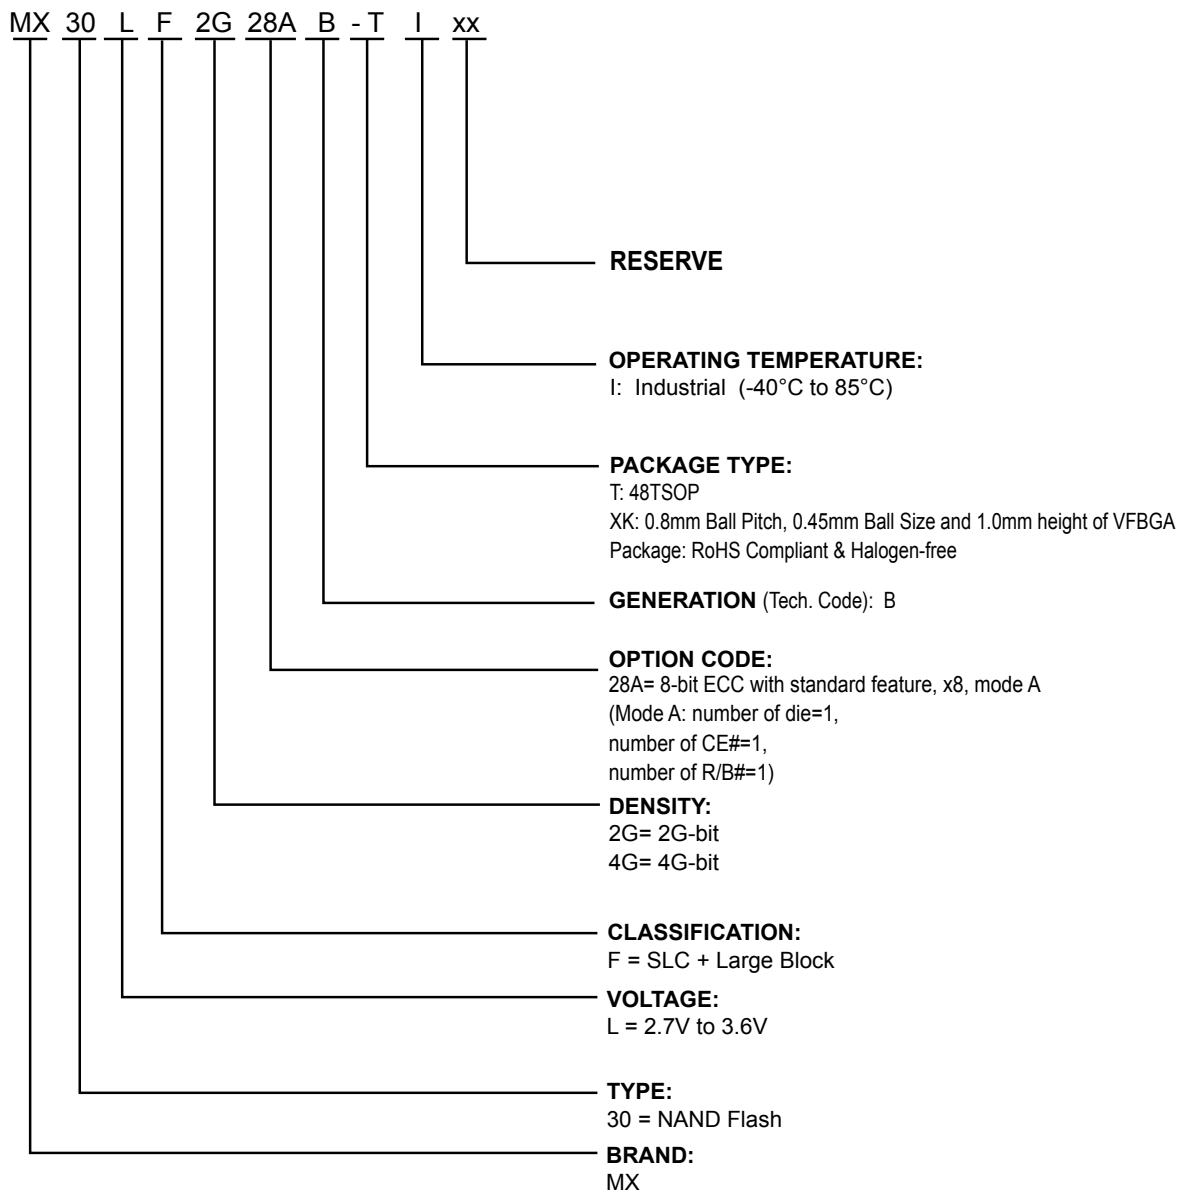 MX 30 L F 2G 28A B - T I xx
RESERVE
OPERATING TEMPERATURE:
I: Industrial (-40°C to 85°C)
PACKAGE TYPE:
T: 48TSOP
XK: 0.8mm Ball Pitch, 0.45mm Ball Size and 1.0mm height of VFBGA
Package: RoHS Compliant & Halogen-free
GENERATION (Tech. Code): B
OPTION CODE:
28A= 8-bit ECC with standard feature, x8, mode A
(Mode A: number of die=1,
number of CE#=1,
number of R/B#=1)
DENSITY:
2G= 2G-bit
4G= 4G-bit
CLASSIFICATION:
F = SLC + Large Block
VOLTAGE:
L = 2.7V to 3.6V
TYPE:
30 = NAND Flash
BRAND:
MX